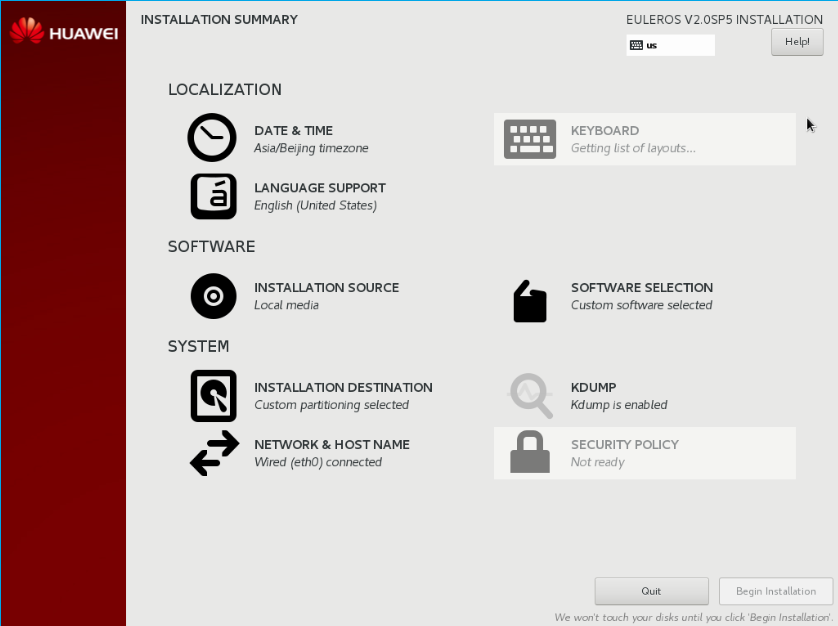 HUAWEI
INSTALLATION SUMMARY
EULEROS V2.0SP5 INSTALLATION
us
Help!
LOCALIZATION
DATE & TIME
Asia/Beijing timezone
KEYBOARD
Getting list of layouts...
LANGUAGE SUPPORT
English (United States)
SOFTWARE
INSTALLATION SOURCE
Local media
SOFTWARE SELECTION
Custom software selected
SYSTEM
INSTALLATION DESTINATION
Custom partitioning selected
KDUMP
Kdump is enabled
NETWORK & HOST NAME
Wired (eth0) connected
SECURITY POLICY
Not ready
Quit
Begin Installation
We won't touch your disks until you click 'Begin Installation'.